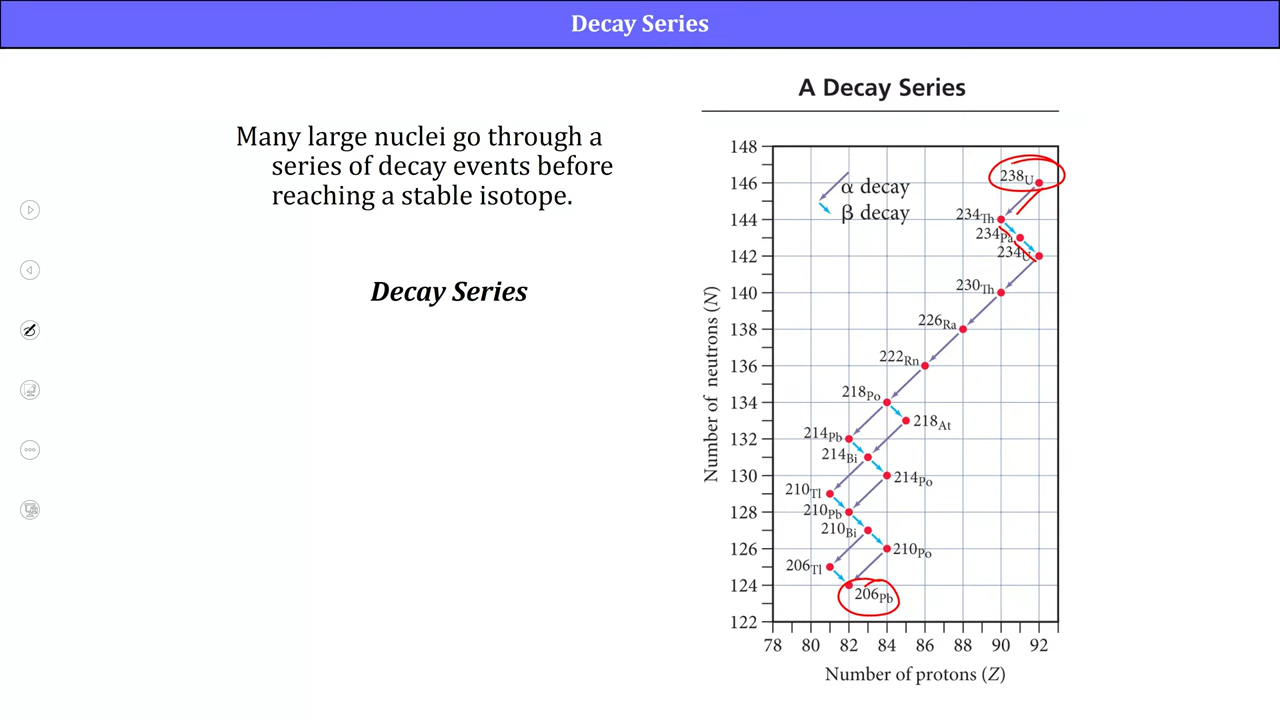 Decay Series
Many large nuclei go through a
series of decay events before
reaching a stable isotope.
Decay Series
A Decay Series
Number of neutrons (N)
148
146
144
142
140
138
136
134
132
130
128
126
124
122
α decay
β decay
238U
234Th
234Pa
234U
230Th
226Ra
222Rn
218Po
218At
214Pb
214Bi
214Po
210Tl
210Pb
210Bi
210Po
206Tl
206Pb
78 80 82 84 86 88 90 92
Number of protons (Z)